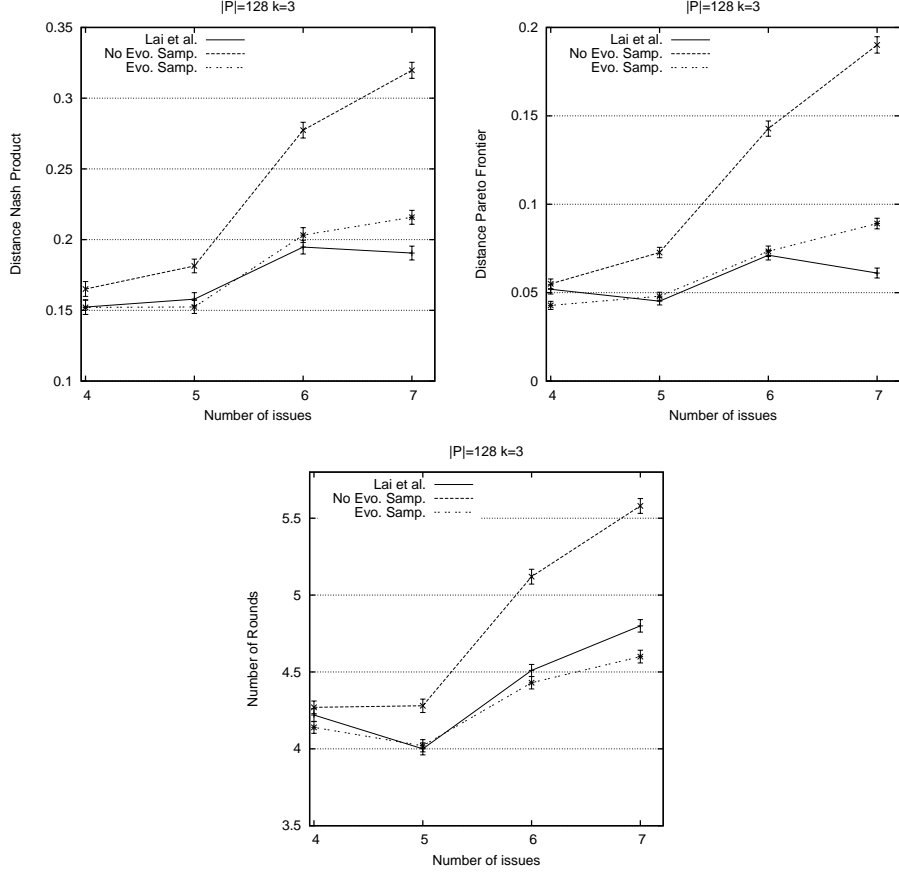 |P|=128 k=3
0.35
0.3
0.25
0.2
0.15
0.1
4
5
6
7
Distance Nash Product
Number of issues
Lai et al.
No Evo. Samp.
Evo. Samp.
|P|=128 k=3
0.2
0.15
0.1
0.05
0
4
5
6
7
Distance Pareto Frontier
Number of issues
Lai et al.
No Evo. Samp.
Evo. Samp.
|P|=128 k=3
5.5
5
4.5
4
3.5
4
5
6
7
Number of Rounds
Number of issues
Lai et al.
No Evo. Samp.
Evo. Samp.